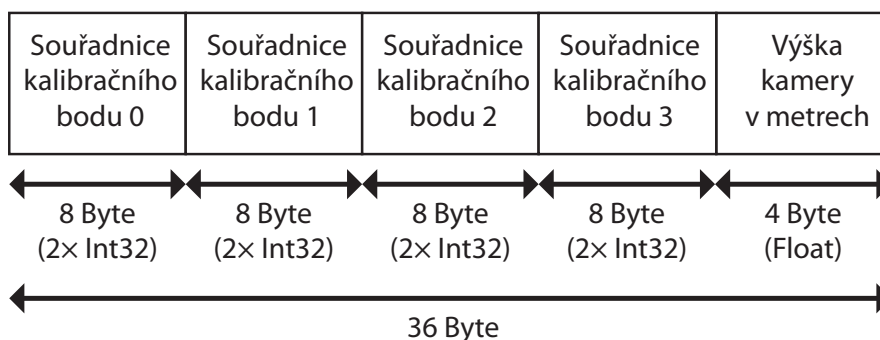 Souřadnice
kalibračního
bodu 0
Souřadnice
kalibračního
bodu 1
Souřadnice
kalibračního
bodu 2
Souřadnice
kalibračního
bodu 3
Výška
kamery
v metrech
8 Byte
(2× Int32)
8 Byte
(2× Int32)
8 Byte
(2× Int32)
8 Byte
(2× Int32)
4 Byte
(Float)
36 Byte